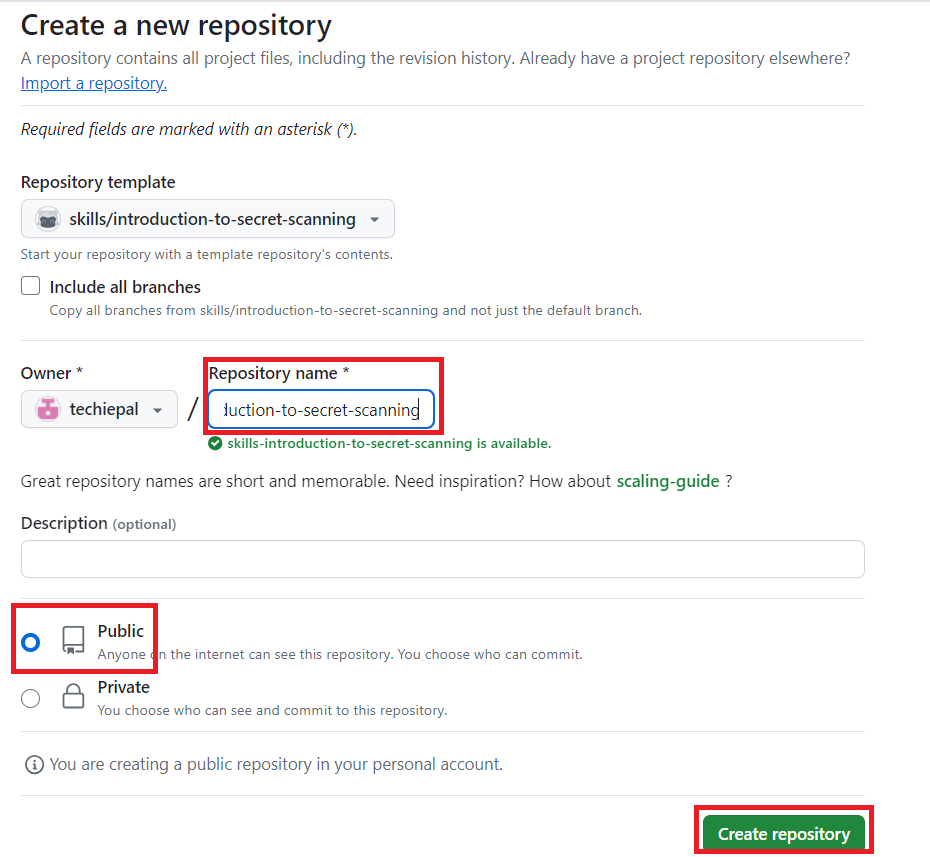 Create a new repository
A repository contains all project files, including the revision history. Already have a project repository elsewhere?
Import a repository.
Required fields are marked with an asterisk (*).
Repository template
skills/introduction-to-secret-scanning
Start your repository with a template repository's contents.
Include all branches
Copy all branches from skills/introduction-to-secret-scanning and not just the default branch.
Owner *
Repository name *
techiepal
/
duction-to-secret-scanning
skills-introduction-to-secret-scanning is available.
Great repository names are short and memorable. Need inspiration? How about scaling-guide ?
Description (optional)
Public
Anyone on the internet can see this repository. You choose who can commit.
Private
You choose who can see and commit to this repository.
You are creating a public repository in your personal account.
Create repository